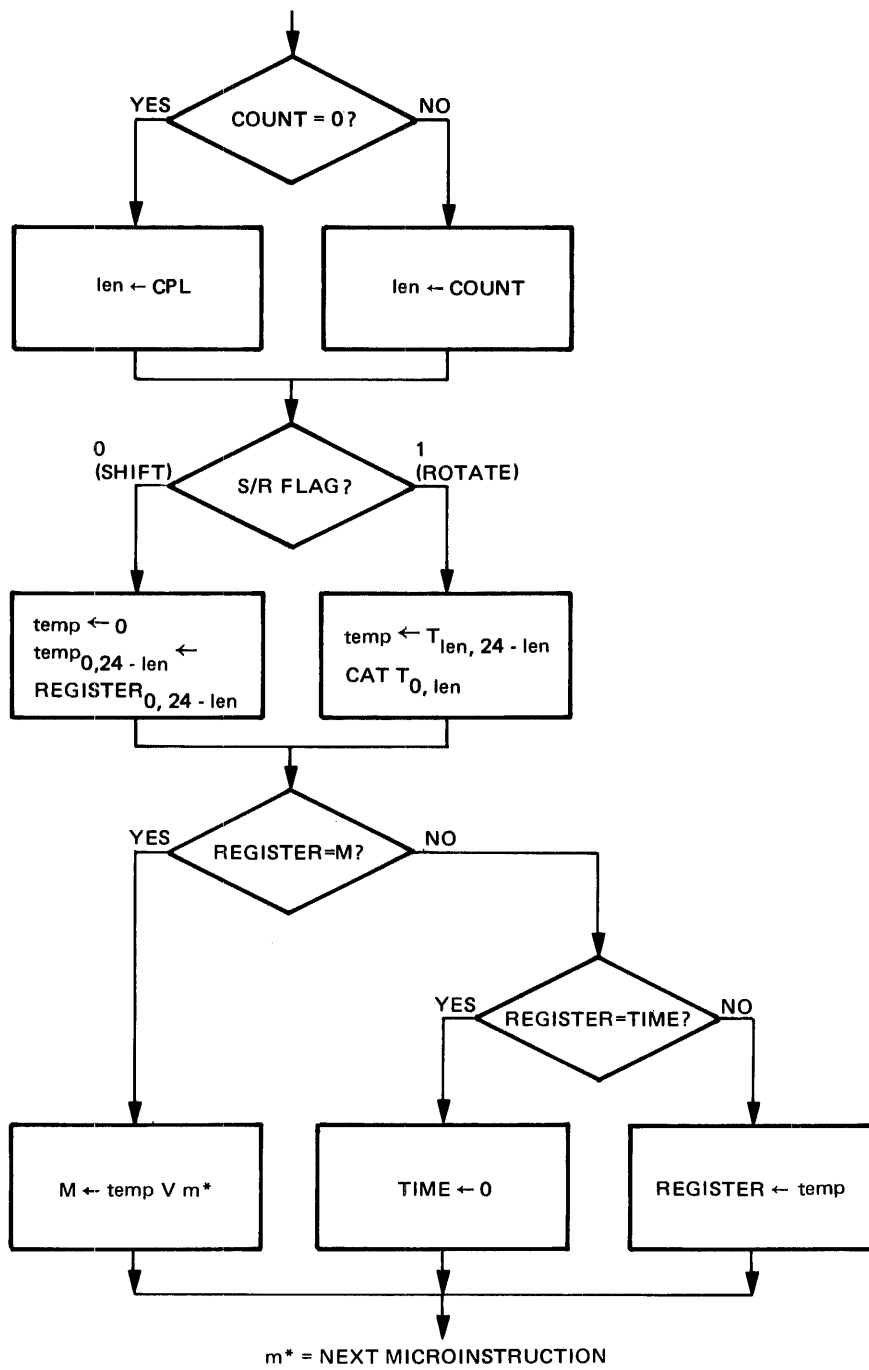 YES
COUNT = 0?
NO
len ← CPL
len ← COUNT
0
(SHIFT)
S/R FLAG?
1
(ROTATE)
temp ← 0
temp0,24 - len ←
REGISTER0, 24 - len
temp ← Tlen, 24 - len
CAT T0, len
YES
REGISTER=M?
NO
YES
REGISTER=TIME?
NO
M ← temp V m*
TIME ← 0
REGISTER ← temp
m* = NEXT MICROINSTRUCTION